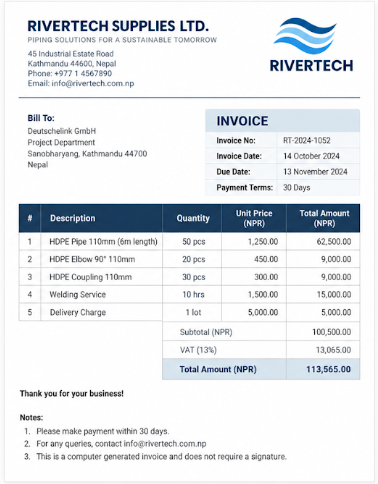 RIVERTECH SUPPLIES LTD.
PIPING SOLUTIONS FOR A SUSTAINABLE TOMORROW
45 Industrial Estate Road
Kathmandu 44600, Nepal
Phone: +977 1 4567890
Email: info@rivertech.com.np
RIVERTECH
Bill To:
Deutschelink GmbH
Project Department
Sanobharyang, Kathmandu 44700
Nepal
INVOICE
Invoice No: RT-2024-1052
Invoice Date: 14 October 2024
Due Date: 13 November 2024
Payment Terms: 30 Days
# Description Quantity Unit Price (NPR) Total Amount (NPR)
1 HDPE Pipe 110mm (6m length) 50 pcs 1,250.00 62,500.00
2 HDPE Elbow 90° 110mm 20 pcs 450.00 9,000.00
3 HDPE Coupling 110mm 30 pcs 300.00 9,000.00
4 Welding Service 10 hrs 1,500.00 15,000.00
5 Delivery Charge 1 lot 5,000.00 5,000.00
Subtotal (NPR) 100,500.00
VAT (13%) 13,065.00
Total Amount (NPR) 113,565.00
Thank you for your business!
Notes:
1. Please make payment within 30 days.
2. For any queries, contact info@rivertech.com.np
3. This is a computer generated invoice and does not require a signature.